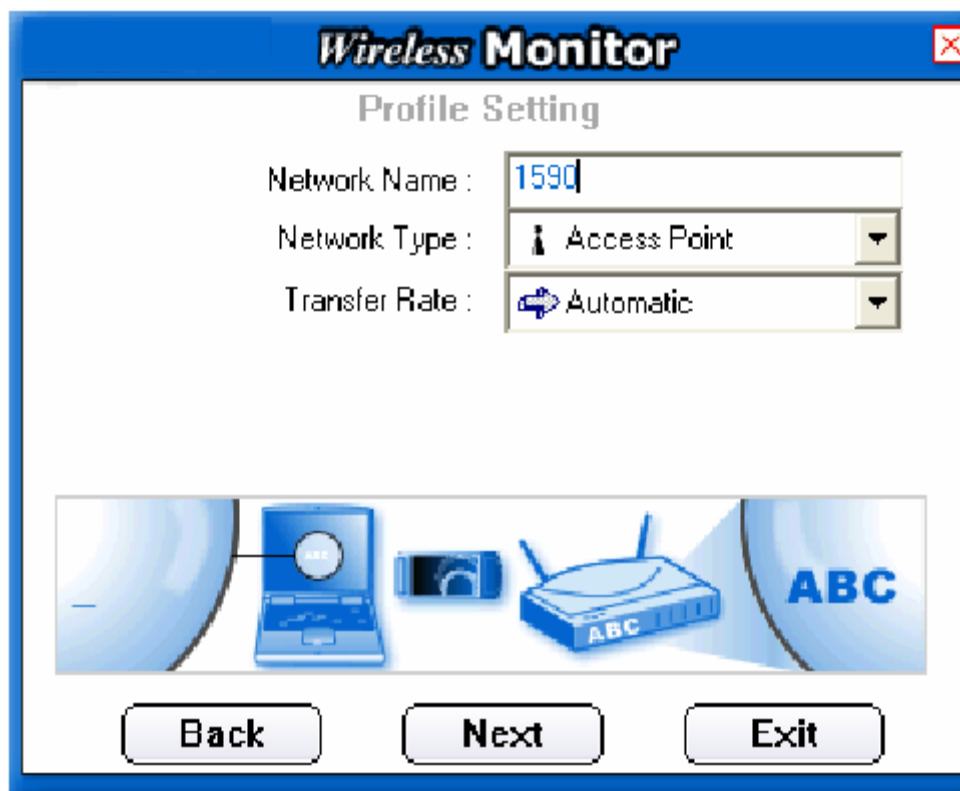 Wireless Monitor
Profile Setting
Network Name : 1590
Network Type : Access Point
Transfer Rate : Automatic
ABC
ABC
ABC
Back Next Exit